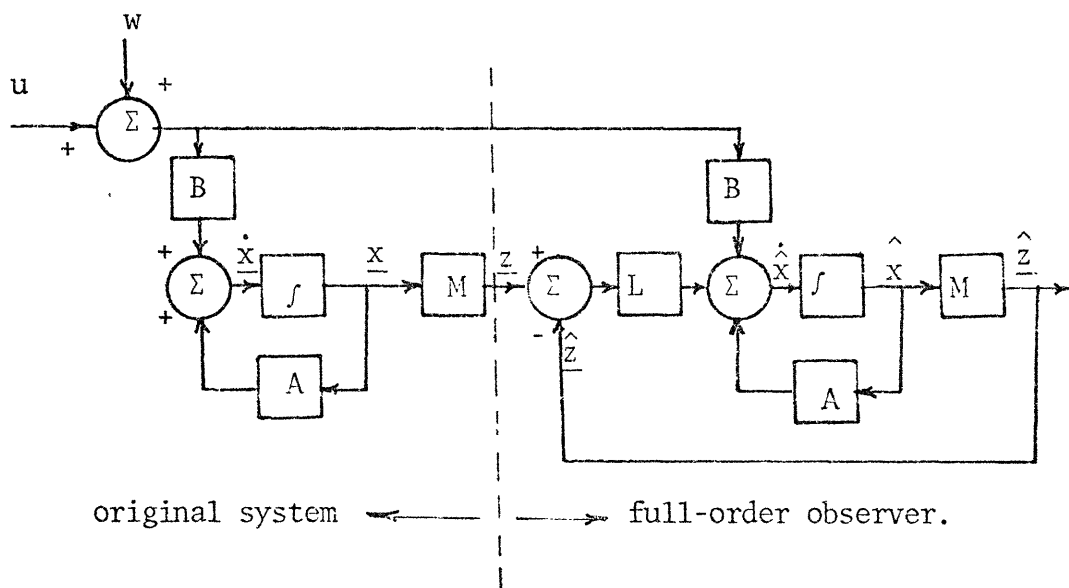 w
u + +
Σ
B B
+ ẋ x z + ẋ̂ x̂ ẑ
Σ ∫ M Σ L Σ ∫ M
+ - ẑ
A A
original system full-order observer.